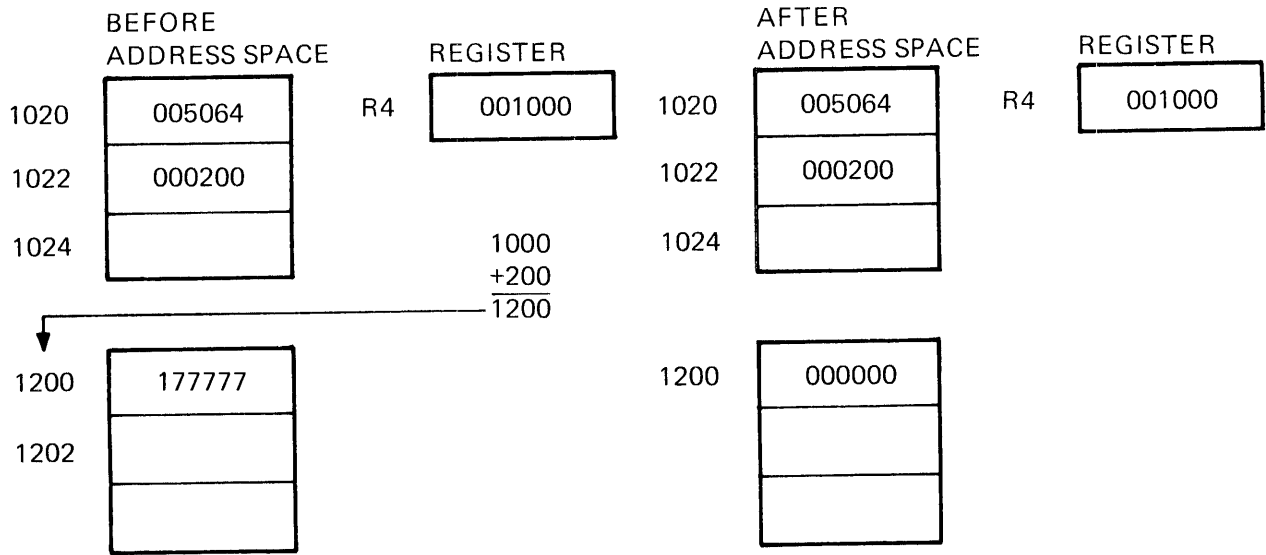 BEFORE
ADDRESS SPACE
REGISTER
1020
005064
R4
001000
1022
000200
1024
1000
+200
1200
1200
177777
1202
AFTER
ADDRESS SPACE
REGISTER
1020
005064
R4
001000
1022
000200
1024
1200
000000